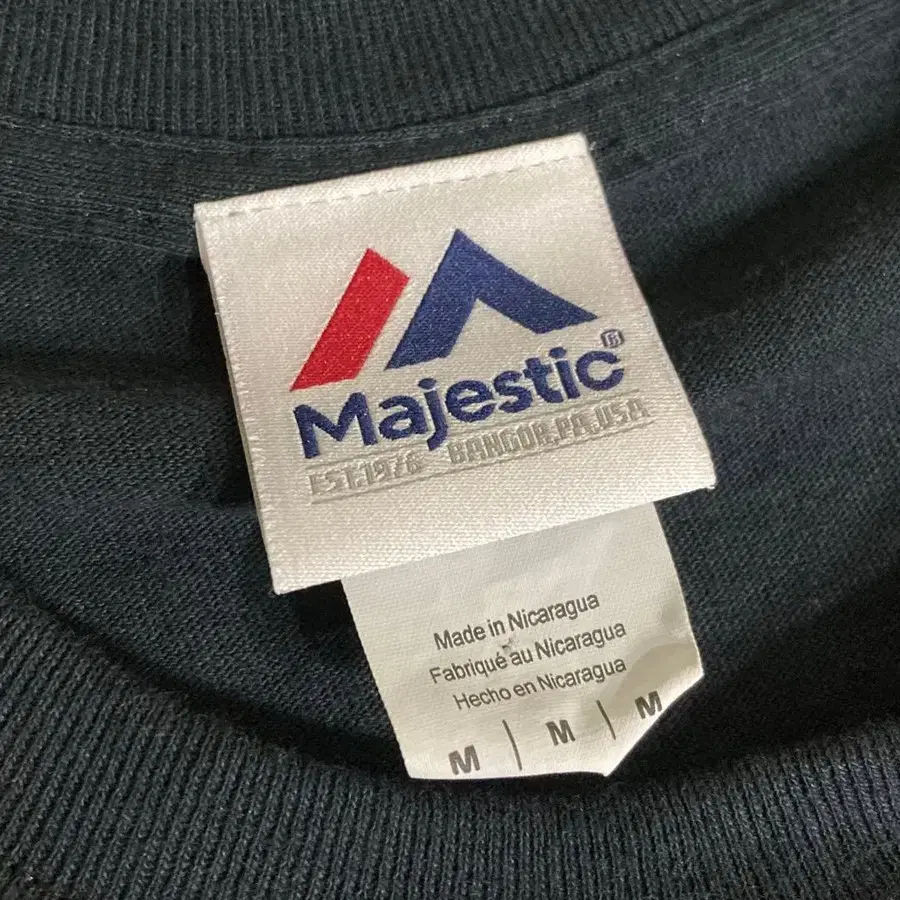 Majestic®
EST.1976 BANGOR,PA,USA
Made in Nicaragua
Fabriqué au Nicaragua
Hecho en Nicaragua
M | M | M